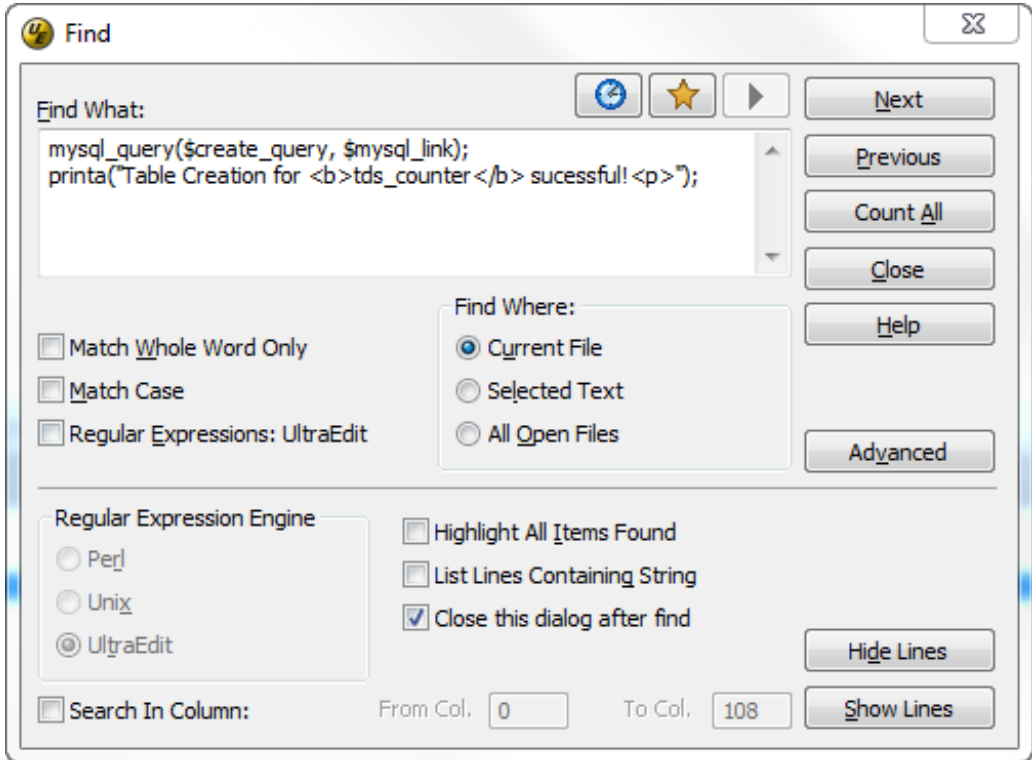 Find
Find What:
mysql_query($create_query, $mysql_link);
printa("Table Creation for <b>tds_counter</b> sucessful!<p>");
Next
Previous
Count All
Close
Help
Match Whole Word Only
Match Case
Regular Expressions: UltraEdit
Find Where:
Current File
Selected Text
All Open Files
Advanced
Regular Expression Engine
Perl
Unix
UltraEdit
Highlight All Items Found
List Lines Containing String
Close this dialog after find
Hide Lines
Search In Column:
From Col. 0 To Col. 108
Show Lines